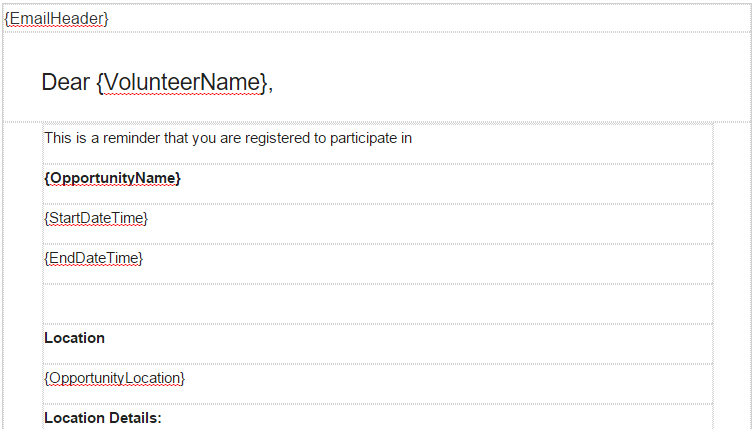 {EmailHeader}
Dear {VolunteerName},
This is a reminder that you are registered to participate in
{OpportunityName}
{StartDateTime}
{EndDateTime}
Location
{OpportunityLocation}
Location Details: